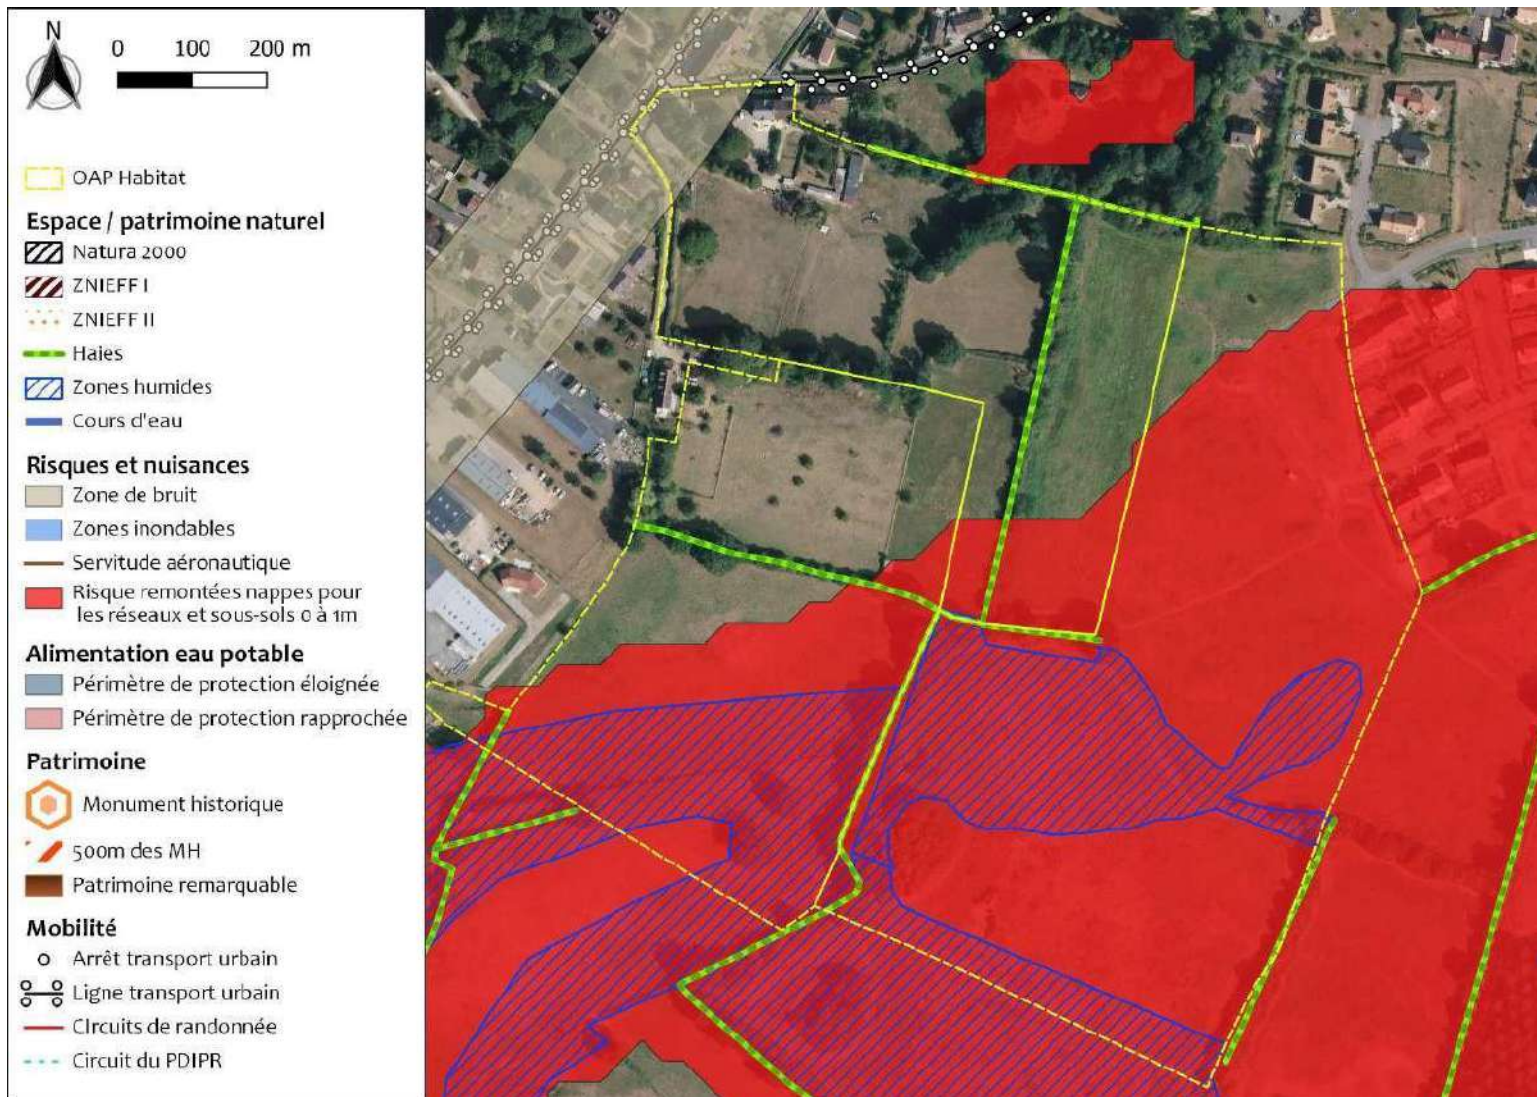 N
0 100 200 m
OAP Habitat
Espace / patrimoine naturel
Natura 2000
ZNIEFF I
ZNIEFF II
Haies
Zones humides
Cours d'eau
Risques et nuisances
Zone de bruit
Zones inondables
Servitude aéronautique
Risque remontées nappes pour
les réseaux et sous-sols 0 à 1m
Alimentation eau potable
Périmètre de protection éloignée
Périmètre de protection rapprochée
Patrimoine
Monument historique
500m des MH
Patrimoine remarquable
Mobilité
Arrêt transport urbain
Ligne transport urbain
CIrcuits de randonnée
Circuit du PDIPR